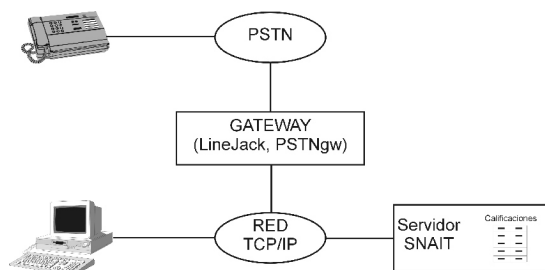 PSTN
GATEWAY
(LineJack, PSTNgw)
RED
TCP/IP
Servidor
SNAIT
Calificaciones